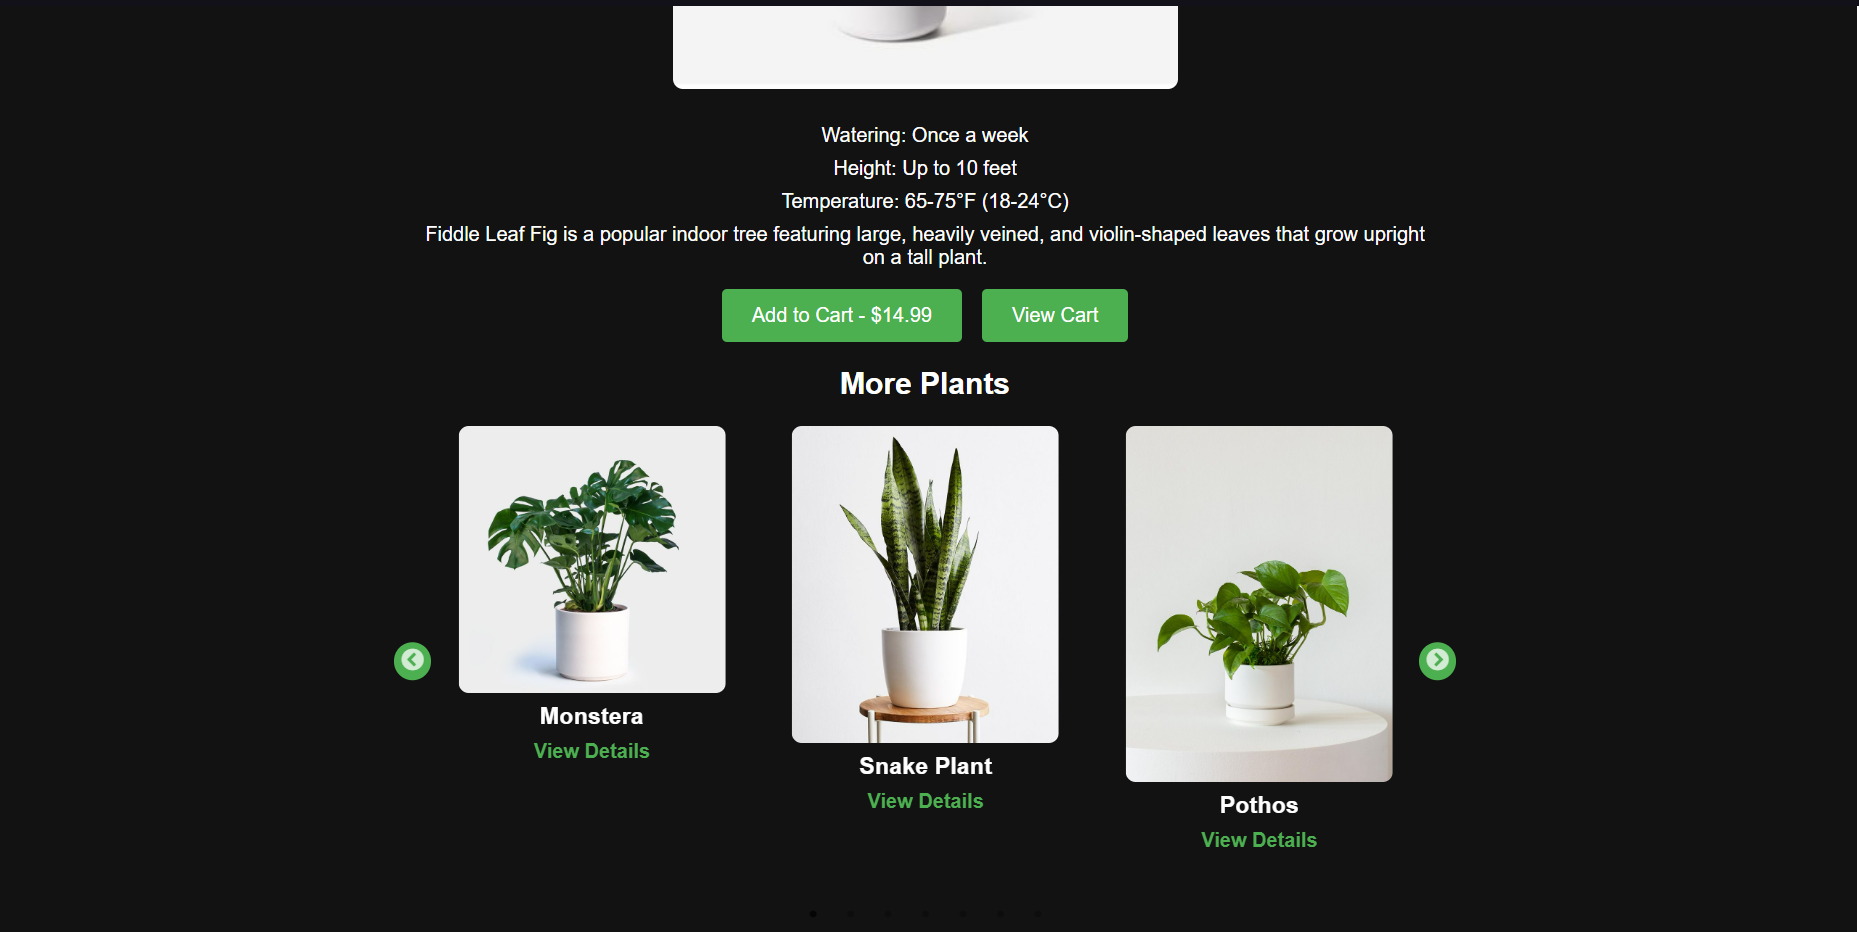 Watering: Once a week
Height: Up to 10 feet
Temperature: 65-75°F (18-24°C)
Fiddle Leaf Fig is a popular indoor tree featuring large, heavily veined, and violin-shaped leaves that grow upright
on a tall plant.
Add to Cart - $14.99
View Cart
More Plants
Monstera
View Details
Snake Plant
View Details
Pothos
View Details